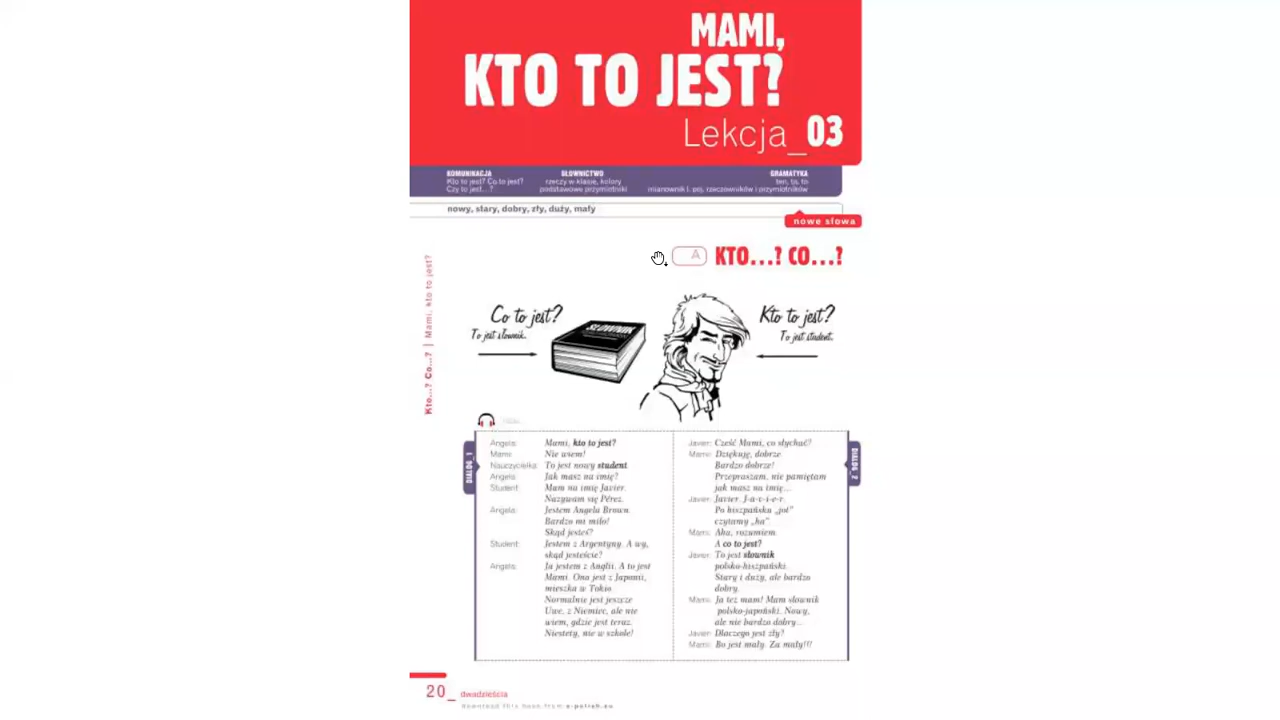 MAMI,
KTO TO JEST?
Lekcja_03
KOMUNIKACJA
Kto to jest? Co to jest?
Czy to jest...?
SŁOWNICTWO
rzeczy w klasie, kolory
podstawowe przymiotniki
GRAMATYKA
ten, ta, to
mianownik l. poj. rzeczowników i przymiotników
nowy, stary, dobry, zły, duży, mały
nowe słowa
A KTO...? CO...?
Kto...? Co...? | Mami, kto to jest?
Co to jest?
To jest słownik.
SŁOWNIK
Kto to jest?
To jest student.
DIALOG_1
Angela: Mami, kto to jest?
Mami: Nie wiem!
Nauczycielka: To jest nowy student
Angela: Jak masz na imię?
Student: Mam na imię Javier.
Nazywam się Pérez.
Angela: Jestem Angela Brown.
Bardzo mi miło!
Skąd jesteś?
Student: Jestem z Argentyny. A wy,
skąd jesteście?
Angela: Ja jestem z Anglii. A to jest
Mami. Ona jest z Japonii,
mieszka w Tokio.
Normalnie jest jeszcze
Uwe, z Niemiec, ale nie
wiem, gdzie jest teraz.
Niestety, nie w szkole!
DIALOG_2
Javier: Cześć Mami, co słychać?
Mami: Dziękuję, dobrze.
Bardzo dobrze!
Przepraszam, nie pamiętam
jak masz na imię...
Javier: Javier. J-a-v-i-e-r.
Po hiszpańsku „jot”
czytamy „ha”.
Mami: Aha, rozumiem.
A co to jest?
Javier: To jest słownik
polsko-hiszpański.
Stary i duży, ale bardzo
dobry.
Mami: Ja też mam! Mam słownik
polsko-japoński. Nowy,
ale nie bardzo dobry...
Javier: Dlaczego jest zły?
Mami: Bo jest mały. Za mały!!!
20_ dwadzieścia
Download this book from e-polish.eu